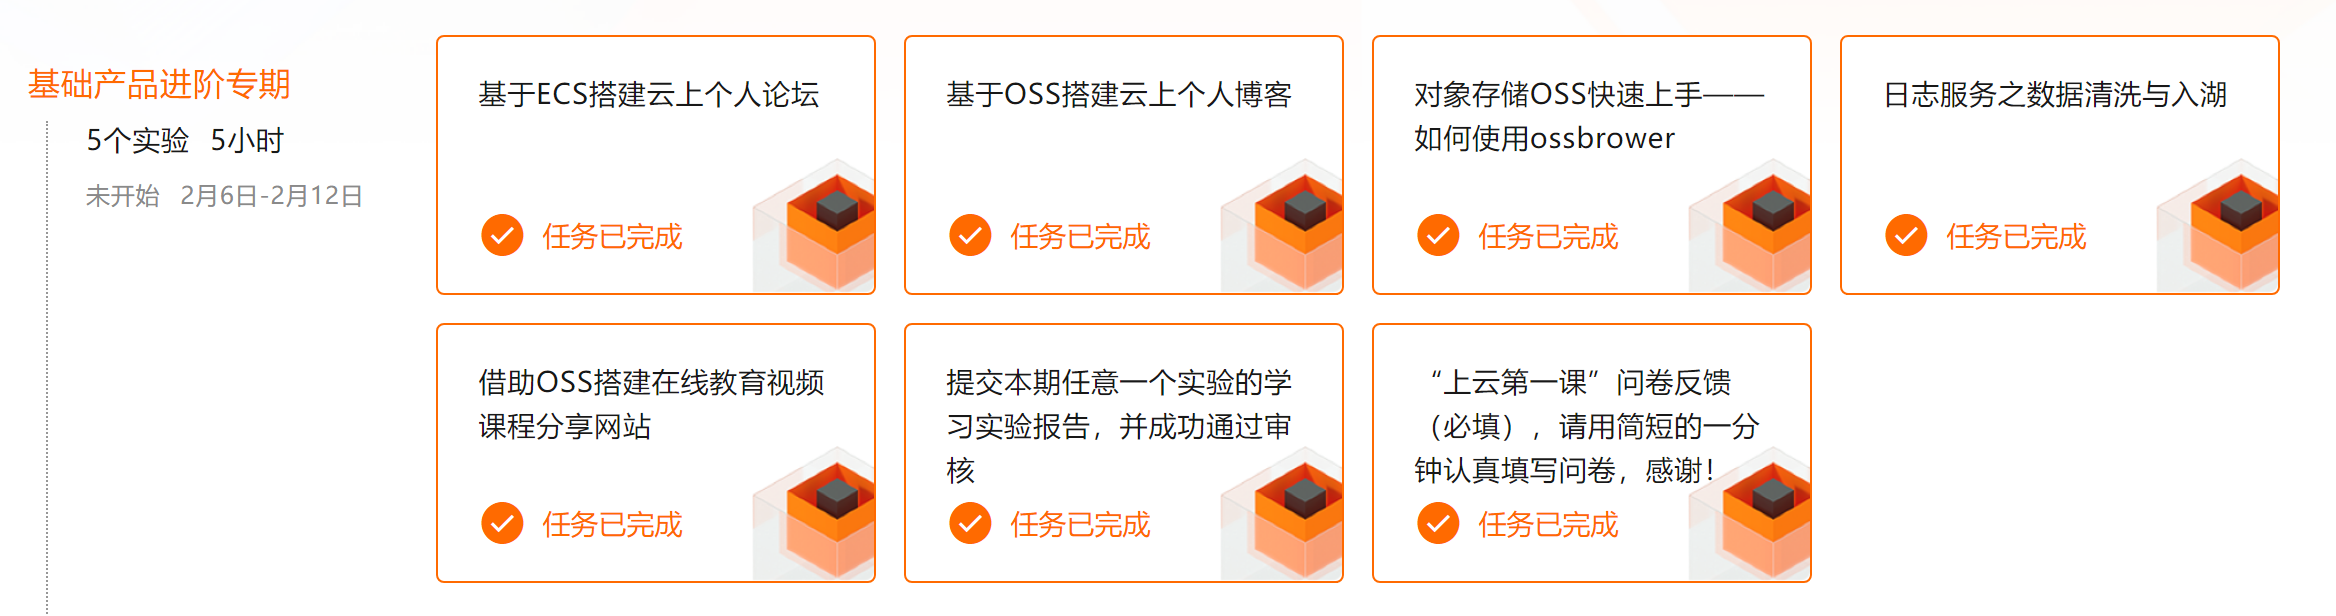 基础产品进阶专期
5个实验 5小时
未开始 2月6日-2月12日
基于ECS搭建云上个人论坛
任务已完成
基于OSS搭建云上个人博客
任务已完成
对象存储OSS快速上手——
如何使用ossbrower
任务已完成
日志服务之数据清洗与入湖
任务已完成
借助OSS搭建在线教育视频
课程分享网站
任务已完成
提交本期任意一个实验的学
习实验报告，并成功通过审
核
任务已完成
“上云第一课”问卷反馈
（必填），请用简短的一分
钟认真填写问卷，感谢！
任务已完成